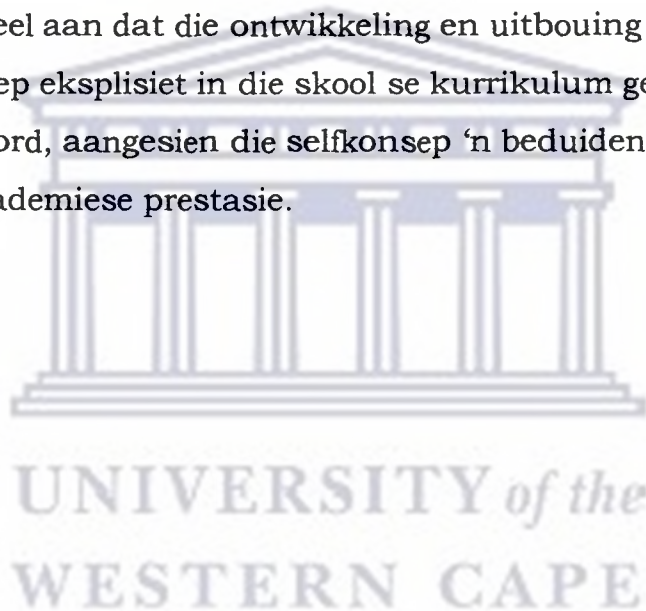 eel aan dat die ontwikkeling en uitbouing
ep eksplisiet in die skool se kurrikulum ge
ord, aangesien die selfkonsep ‘n beduiden
ademiese prestasie.
UNIVERSITY of the
WESTERN CAPE